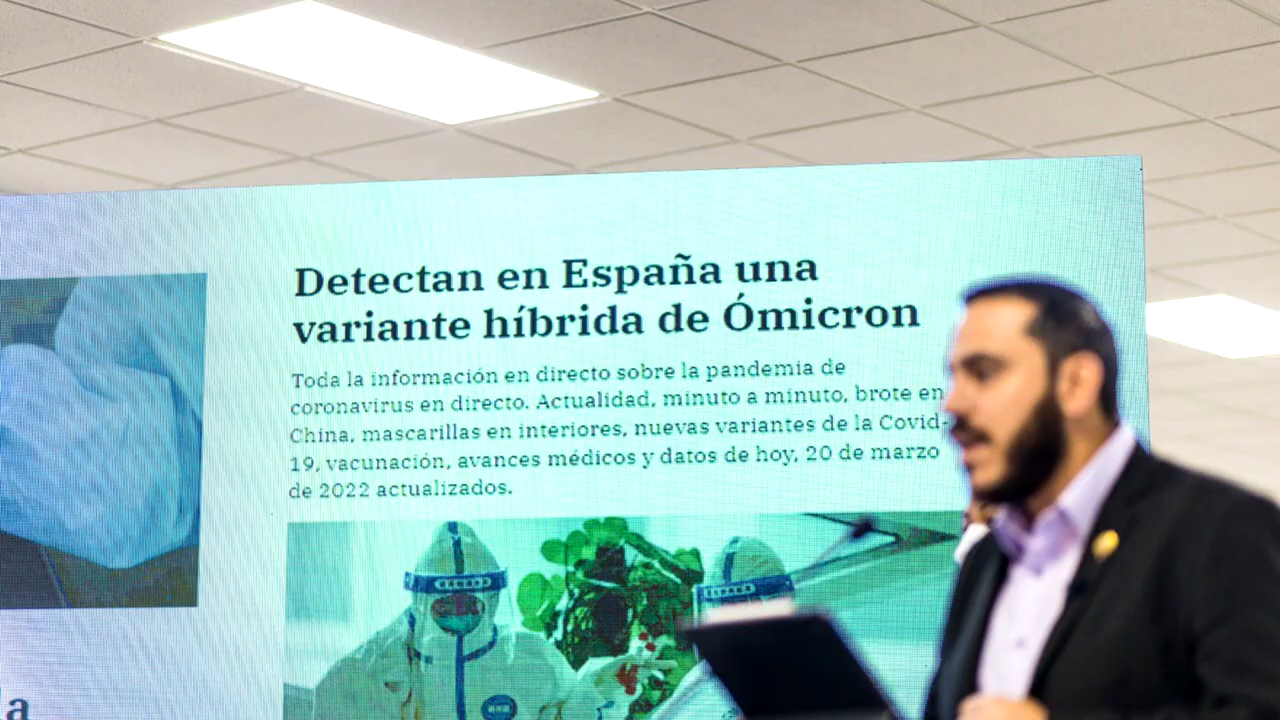 Detectan en España una
variante híbrida de Ómicron
Toda la información en directo sobre la pandemia de
coronavirus en directo. Actualidad, minuto a minuto, brote en
China, mascarillas en interiores, nuevas variantes de la Covid-
19, vacunación, avances médicos y datos de hoy, 20 de marzo
de 2022 actualizados.
la